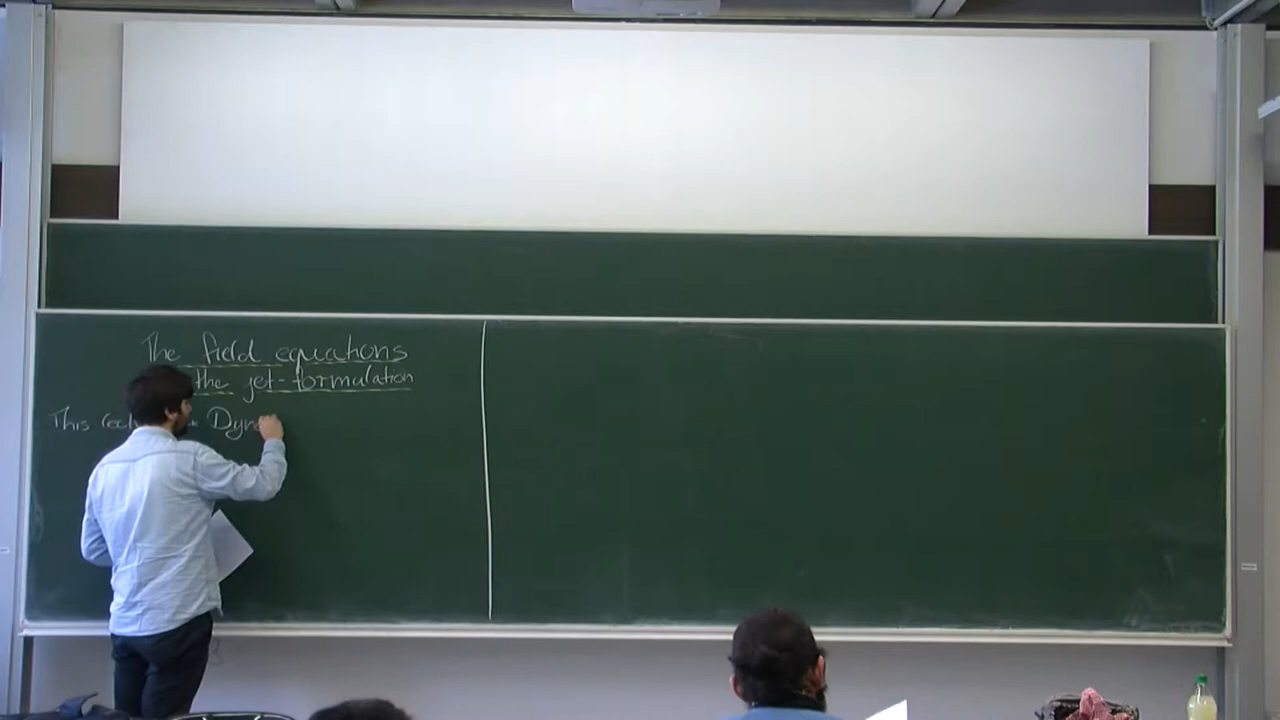 The field equations
the jet-formulation
This * Dyn